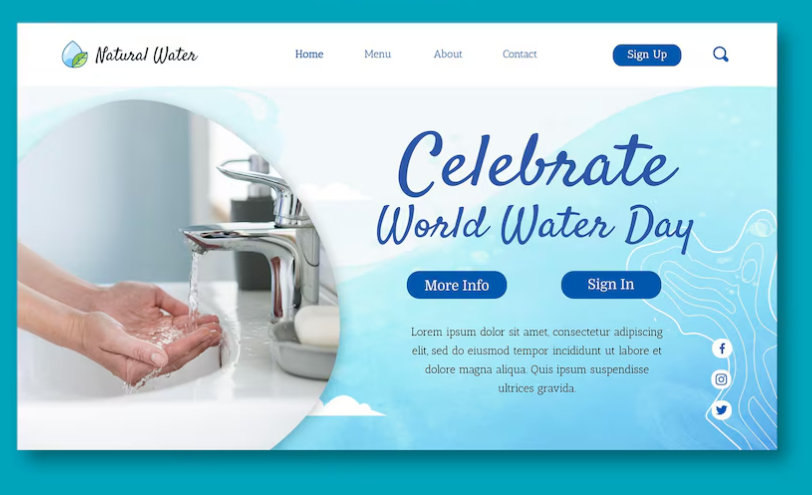 Natural Water
Home
Menu
About
Contact
Sign Up
Celebrate
World Water Day
More Info
Sign In
Lorem ipsum dolor sit amet, consectetur adipiscing
elit, sed do eiusmod tempor incididunt ut labore et
dolore magna aliqua. Quis ipsum suspendisse
ultrices gravida.